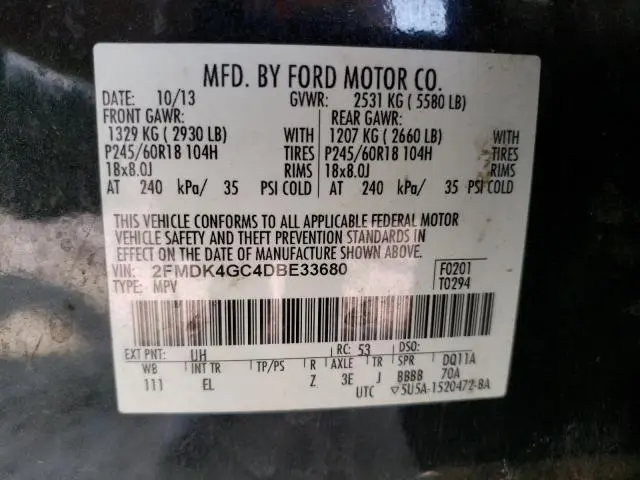 MFD. BY FORD MOTOR CO.
DATE: 10/13 GVWR: 2531 KG ( 5580 LB)
FRONT GAWR: REAR GAWR:
1329 KG ( 2930 LB) WITH 1207 KG ( 2660 LB) WITH
P245/60R18 104H TIRES P245/60R18 104H TIRES
18x8.0J RIMS 18x8.0J RIMS
AT 240 kPa/ 35 PSI COLD AT 240 kPa/ 35 PSI COLD
THIS VEHICLE CONFORMS TO ALL APPLICABLE FEDERAL MOTOR
VEHICLE SAFETY AND THEFT PREVENTION STANDARDS IN
EFFECT ON THE DATE OF MANUFACTURE SHOWN ABOVE.
VIN: 2FMDK4GC4DBE33680 F0201
TYPE: MPV T0294
EXT PNT: UH RC: 53 DSO:
WB INT TR TP/PS R AXLE TR SPR DQ11A
111 EL Z 3E J BBBB 70A
UTC ▽5U5A-1520472-BA